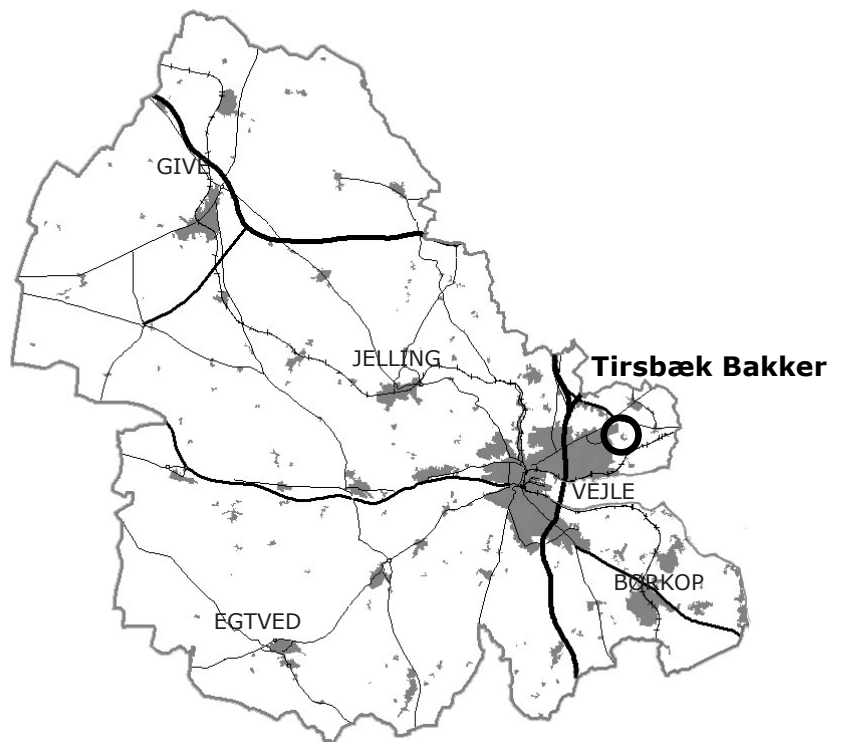 GIVE
JELLING
Tirsbæk Bakker
VEJLE
BØRKOP
EGTVED